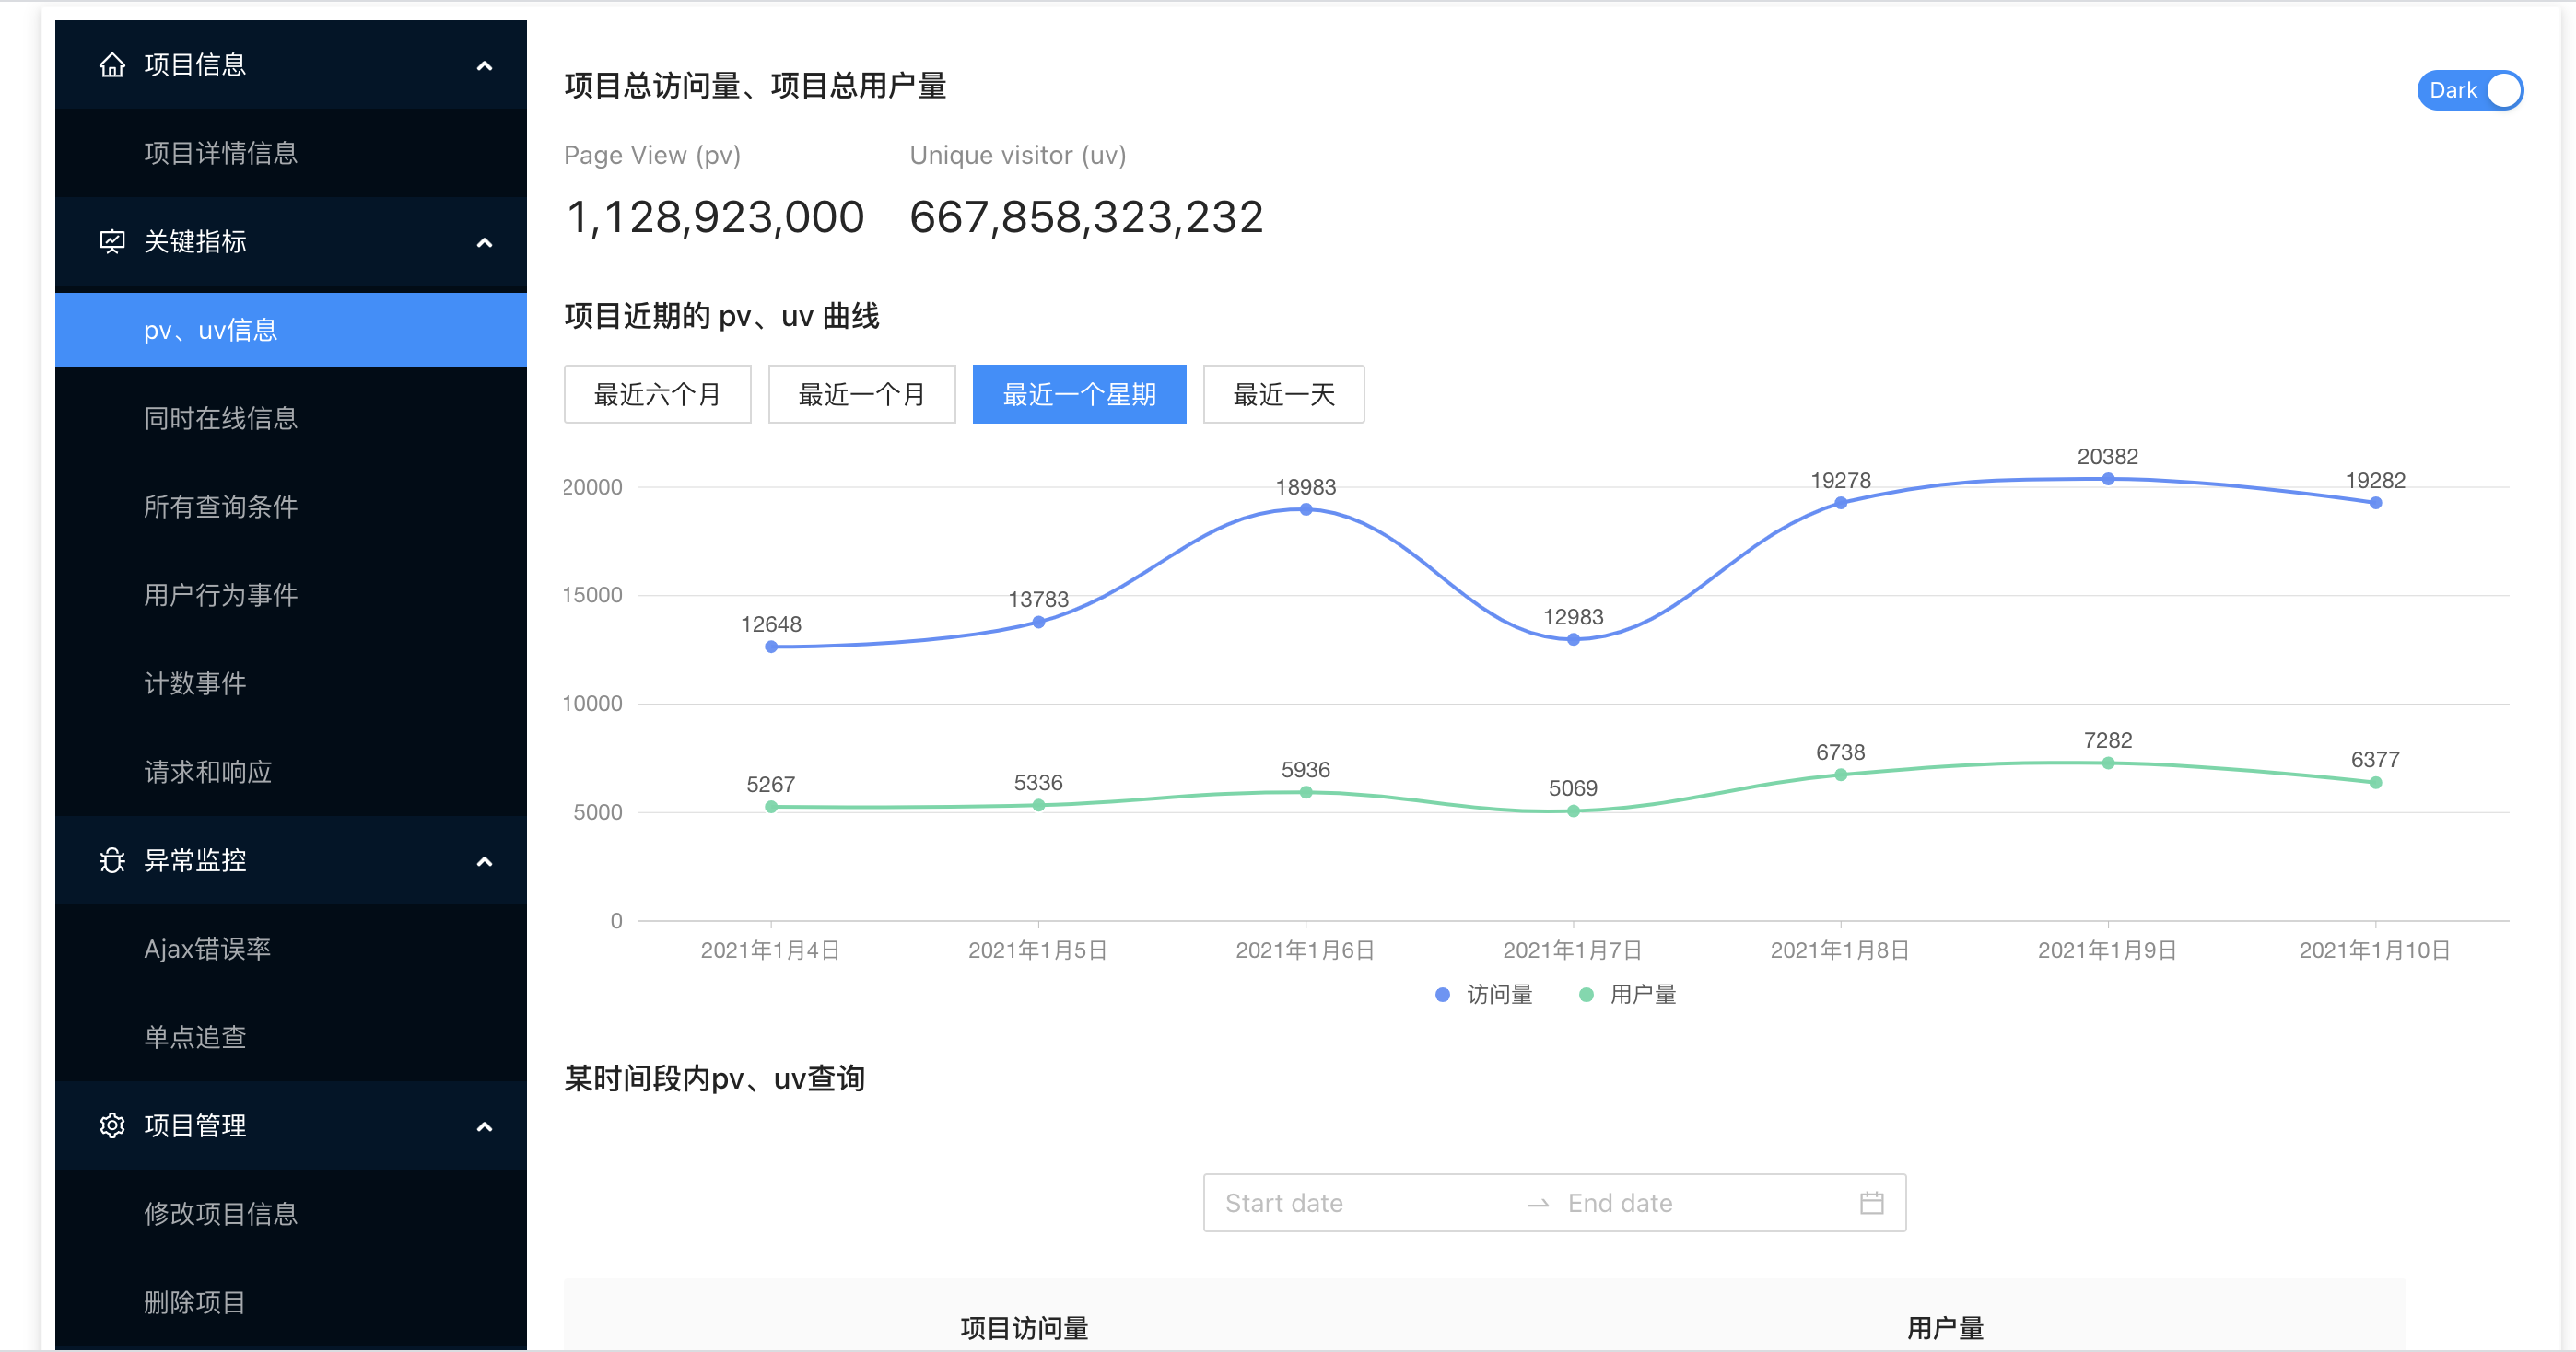 项目信息
项目详情信息
关键指标
pv、uv信息
同时在线信息
所有查询条件
用户行为事件
计数事件
请求和响应
异常监控
Ajax错误率
单点追查
项目管理
修改项目信息
删除项目
项目总访问量、项目总用户量
Dark
Page View (pv) Unique visitor (uv)
1,128,923,000 667,858,323,232
项目近期的 pv、uv 曲线
最近六个月 最近一个月 最近一个星期 最近一天
20000
15000
10000
5000
0
12648 13783 18983 12983 19278 20382 19282
5267 5336 5936 5069 6738 7282 6377
2021年1月4日 2021年1月5日 2021年1月6日 2021年1月7日 2021年1月8日 2021年1月9日 2021年1月10日
访问量 用户量
某时间段内pv、uv查询
Start date → End date
项目访问量 用户量